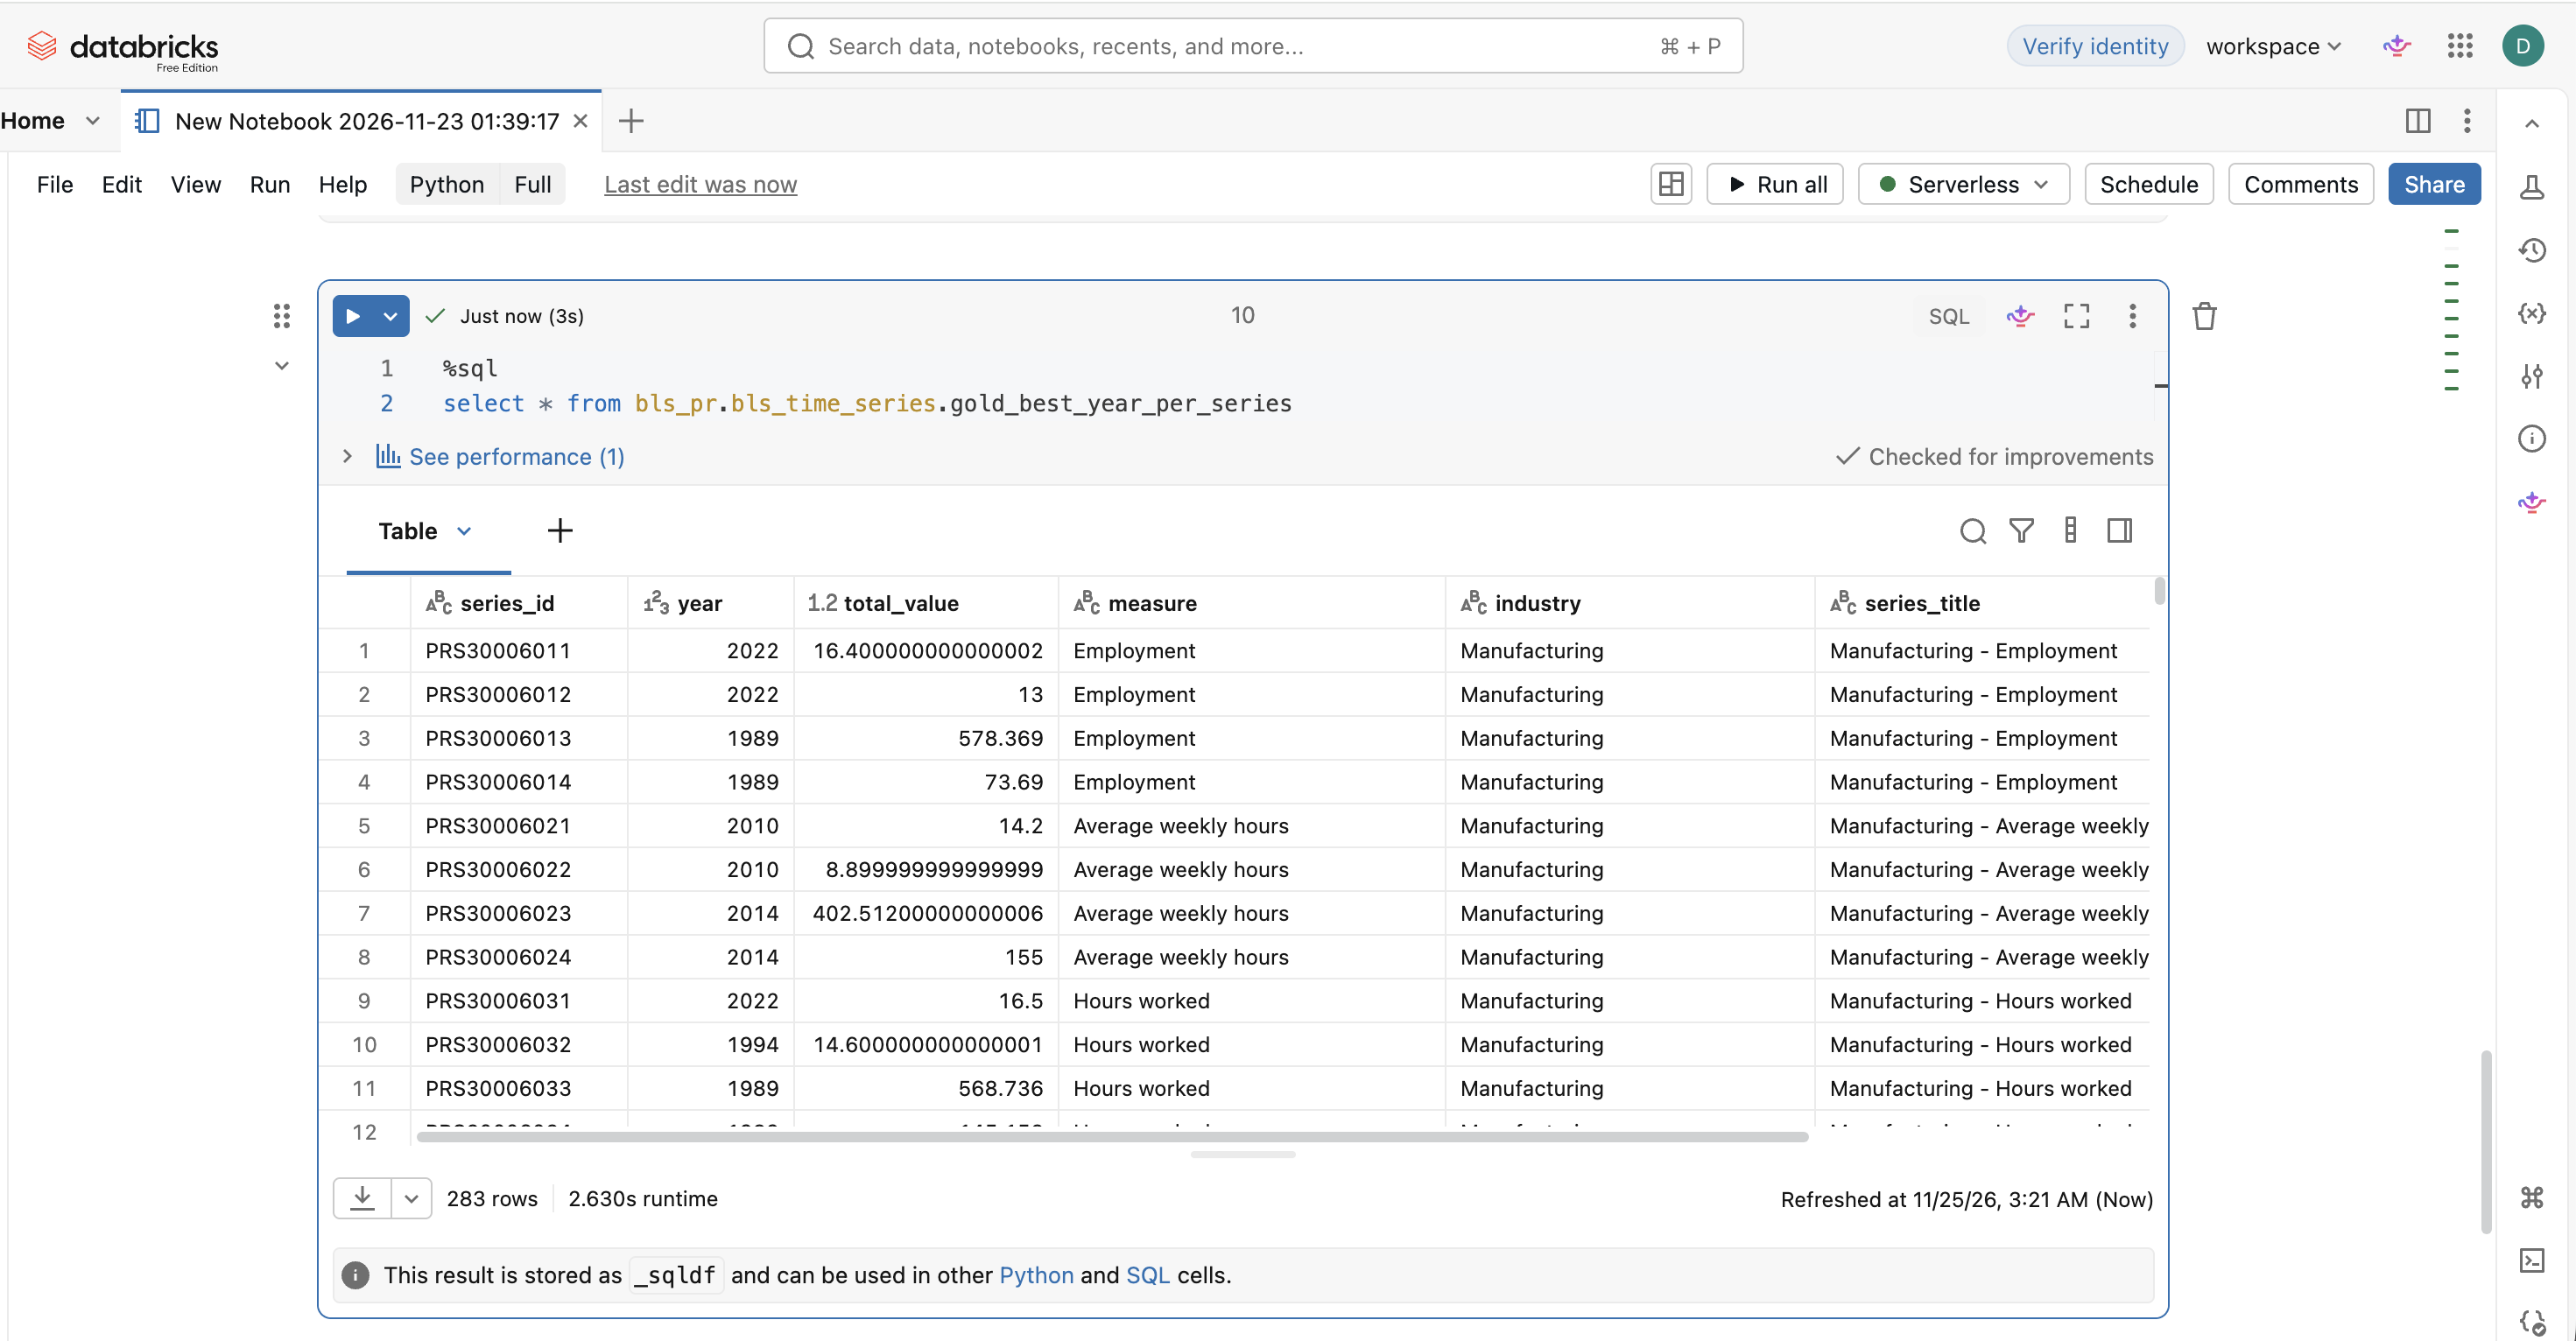 databricks
Free Edition
Search data, notebooks, recents, and more...
⌘ + P
Verify identity
workspace
D
Home
New Notebook 2026-11-23 01:39:17
File Edit View Run Help Python Full Last edit was now
Run all Serverless Schedule Comments Share
Just now (3s)
10
SQL
1 %sql
2 select * from bls_pr.bls_time_series.gold_best_year_per_series
See performance (1)
Checked for improvements
Table
series_id year 1.2 total_value measure industry series_title
1 PRS30006011 2022 16.400000000000002 Employment Manufacturing Manufacturing - Employment
2 PRS30006012 2022 13 Employment Manufacturing Manufacturing - Employment
3 PRS30006013 1989 578.369 Employment Manufacturing Manufacturing - Employment
4 PRS30006014 1989 73.69 Employment Manufacturing Manufacturing - Employment
5 PRS30006021 2010 14.2 Average weekly hours Manufacturing Manufacturing - Average weekly
6 PRS30006022 2010 8.899999999999999 Average weekly hours Manufacturing Manufacturing - Average weekly
7 PRS30006023 2014 402.51200000000006 Average weekly hours Manufacturing Manufacturing - Average weekly
8 PRS30006024 2014 155 Average weekly hours Manufacturing Manufacturing - Average weekly
9 PRS30006031 2022 16.5 Hours worked Manufacturing Manufacturing - Hours worked
10 PRS30006032 1994 14.600000000000001 Hours worked Manufacturing Manufacturing - Hours worked
11 PRS30006033 1989 568.736 Hours worked Manufacturing Manufacturing - Hours worked
12
283 rows 2.630s runtime
Refreshed at 11/25/26, 3:21 AM (Now)
This result is stored as _sqldf and can be used in other Python and SQL cells.